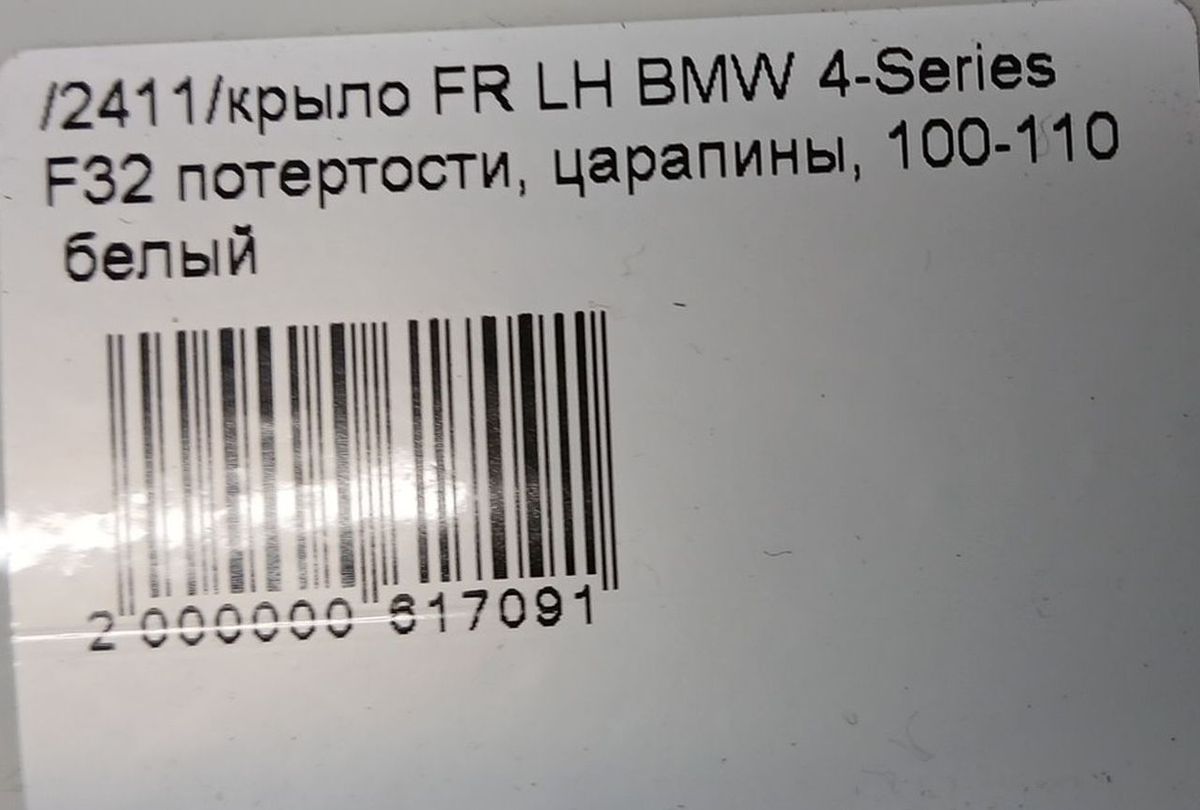 /2411/крыло FR LH BMW 4-Series
F32 потертости, царапины, 100-110
белый
2 000000 617091